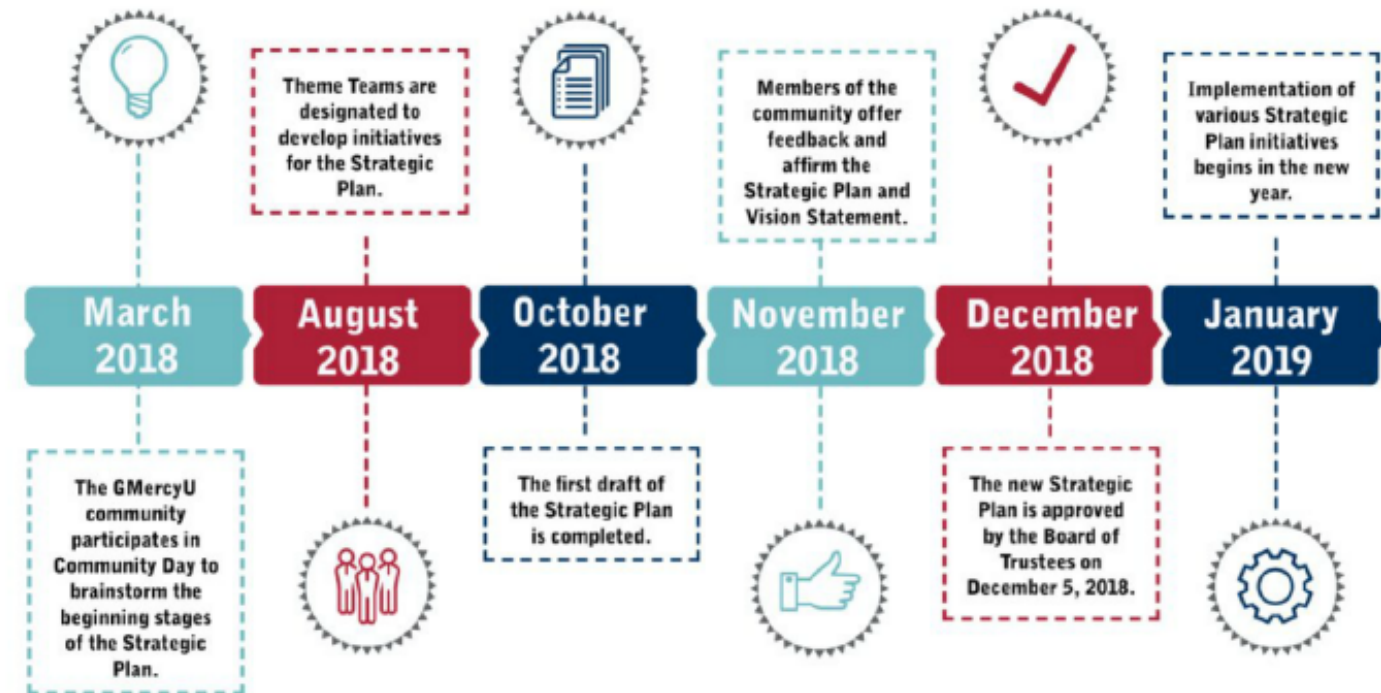 Theme Teams are
designated to
develop initiatives
for the Strategic
Plan.
Members of the
community offer
feedback and
affirm the
Strategic Plan and
Vision Statement.
Implementation of
various Strategic
Plan initiatives
begins in the new
year.
March
2018
August
2018
October
2018
November
2018
December
2018
January
2019
The GMercyU
community
participates in
Community Day to
brainstorm the
beginning stages
of the Strategic
Plan.
The first draft of
the Strategic Plan
is completed.
The new Strategic
Plan is approved
by the Board of
Trustees on
December 5, 2018.